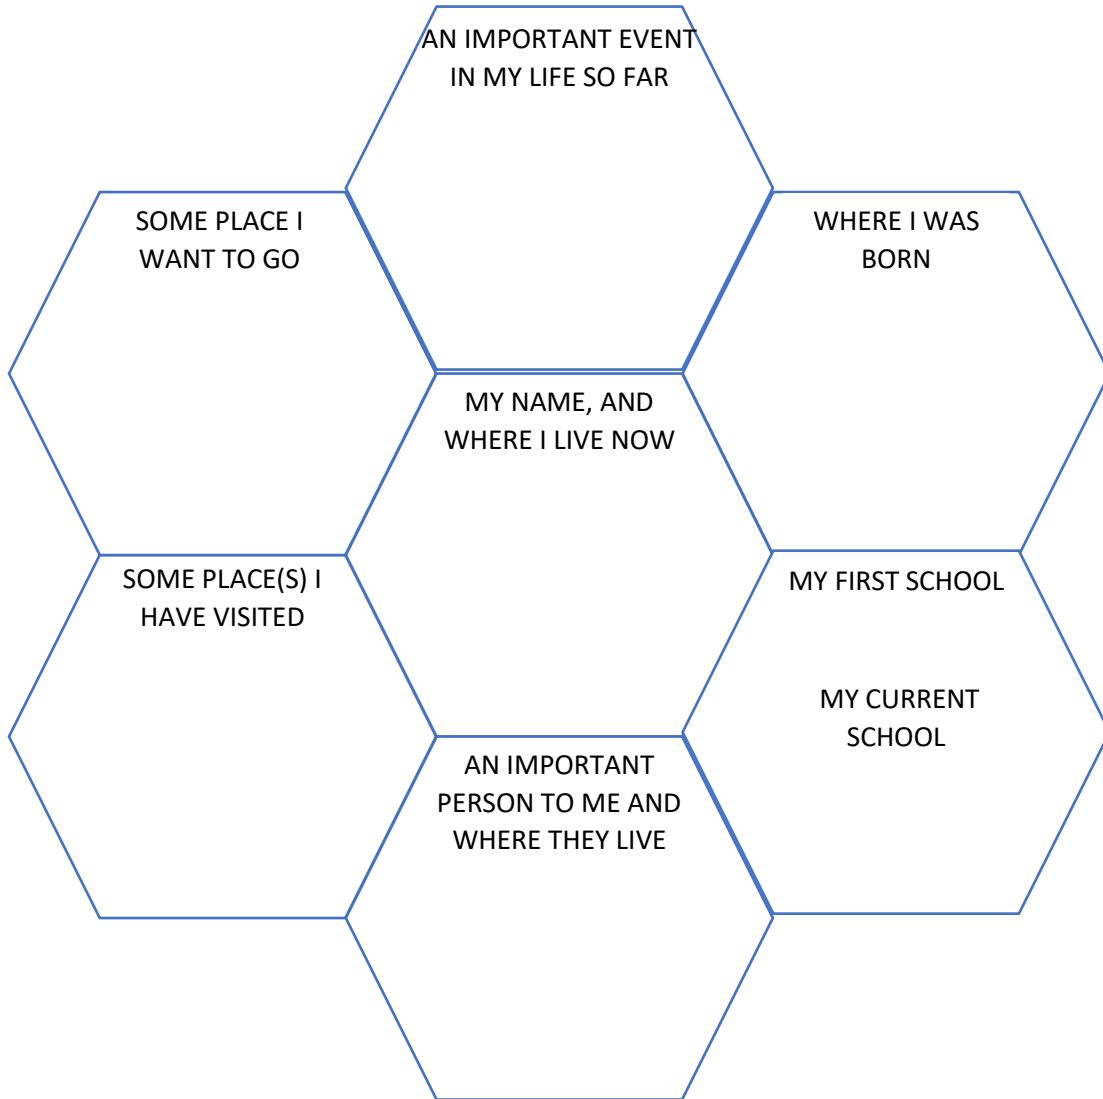 AN IMPORTANT EVENT
IN MY LIFE SO FAR
SOME PLACE I
WANT TO GO
WHERE I WAS
BORN
MY NAME, AND
WHERE I LIVE NOW
SOME PLACE(S) I
HAVE VISITED
MY FIRST SCHOOL
MY CURRENT
SCHOOL
AN IMPORTANT
PERSON TO ME AND
WHERE THEY LIVE